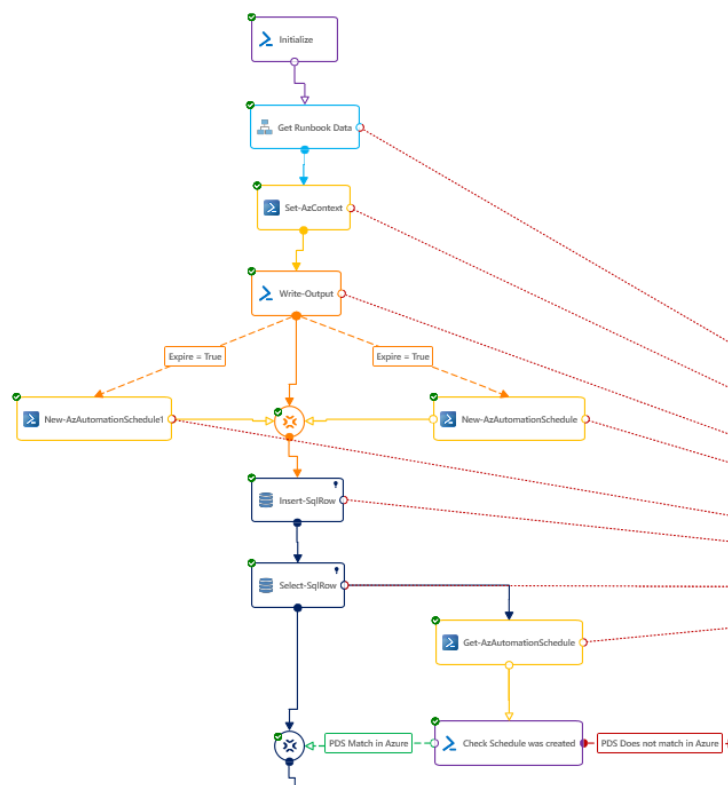 Initialize
Get Runbook Data
Set-AzContext
Write-Output
Expire = True
Expire = True
New-AzAutomationSchedule1
New-AzAutomationSchedule
Insert-SqlRow
Select-SqlRow
Get-AzAutomationSchedule
PDS Match in Azure
Check Schedule was created
PDS Does not match in Azure